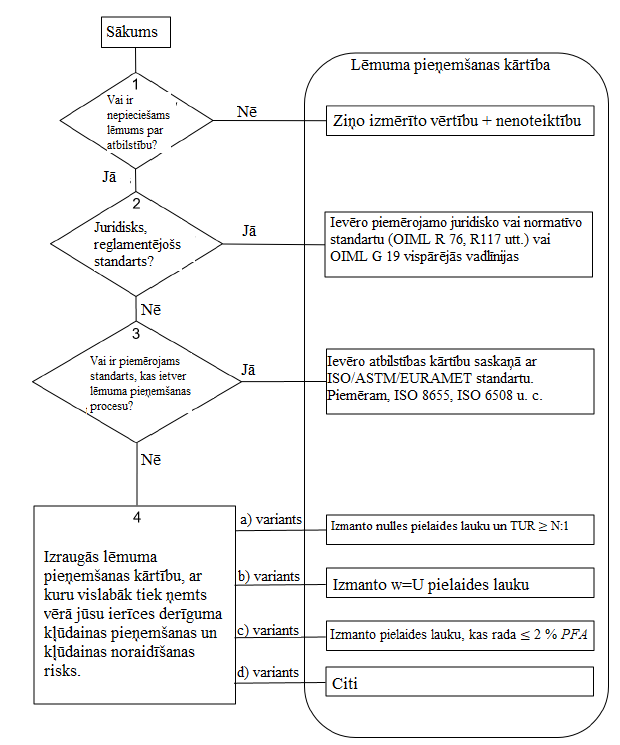 Sākums
Lēmuma pieņemšanas kārtība
1
Vai ir
nepieciešams
lēmums par
atbilstību?
Nē
Ziņo izmērīto vērtību + nenoteiktību
Jā
2
Juridisks,
reglamentējošs
standarts?
Jā
Ievēro piemērojamo juridisko vai normatīvo
standartu (OIML R 76, R117 utt.) vai
OIML G 19 vispārējās vadlīnijas
Nē
3
Vai ir piemērojams
standarts, kas ietver
lēmuma pieņemšanas
procesu?
Jā
Ievēro atbilstības kārtību saskaņā ar
ISO/ASTM/EURAMET standartu.
Piemēram, ISO 8655, ISO 6508 u. c.
Nē
4
Izraugās lēmuma
pieņemšanas kārtību, ar
kuru vislabāk tiek ņemts
vērā jūsu ierīces derīguma
kļūdainas pieņemšanas un
kļūdainas noraidīšanas
risks.
a) variants
Izmanto nulles pielaides lauku un TUR ≥ N:1
b) variants
Izmanto w=U pielaides lauku
c) variants
Izmanto pielaides lauku, kas rada ≤ 2 % PFA
d) variants
Citi